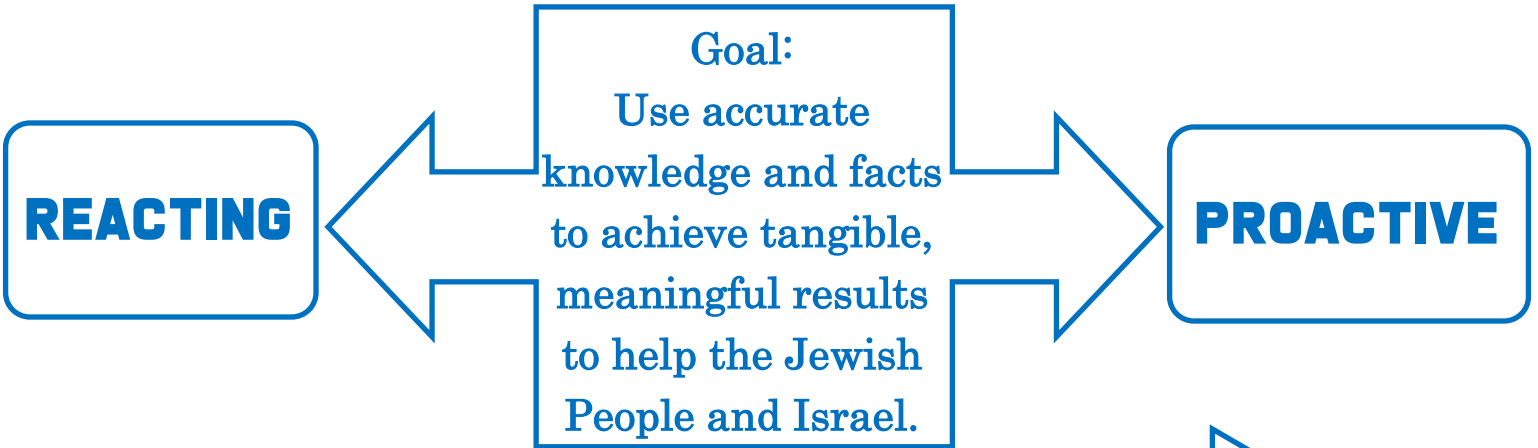 Goal:
Use accurate
knowledge and facts
to achieve tangible,
meaningful results
to help the Jewish
People and Israel.
REACTING
PROACTIVE